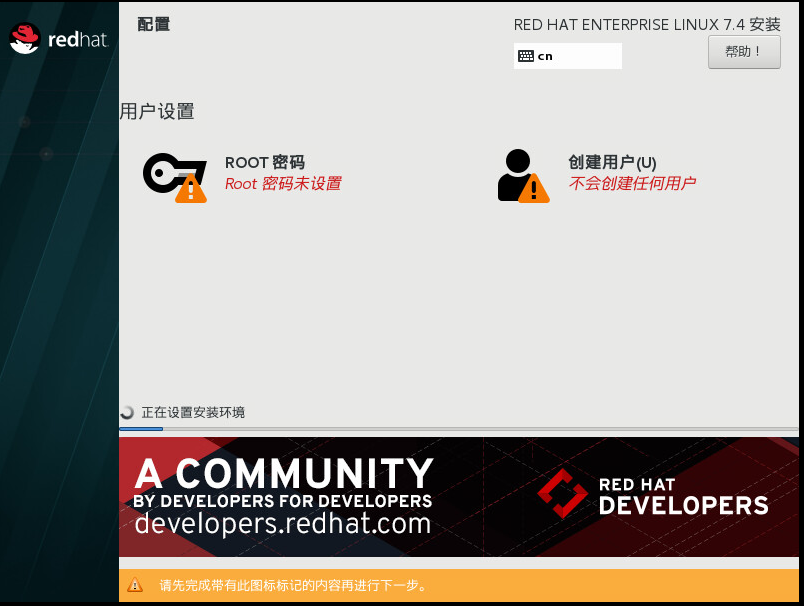 redhat.
配置
RED HAT ENTERPRISE LINUX 7.4 安装
cn
帮助！
用户设置
ROOT 密码
Root 密码未设置
创建用户(U)
不会创建任何用户
正在设置安装环境
A COMMUNITY
BY DEVELOPERS FOR DEVELOPERS
developers.redhat.com
RED HAT
DEVELOPERS
请先完成带有此图标标记的内容再进行下一步。